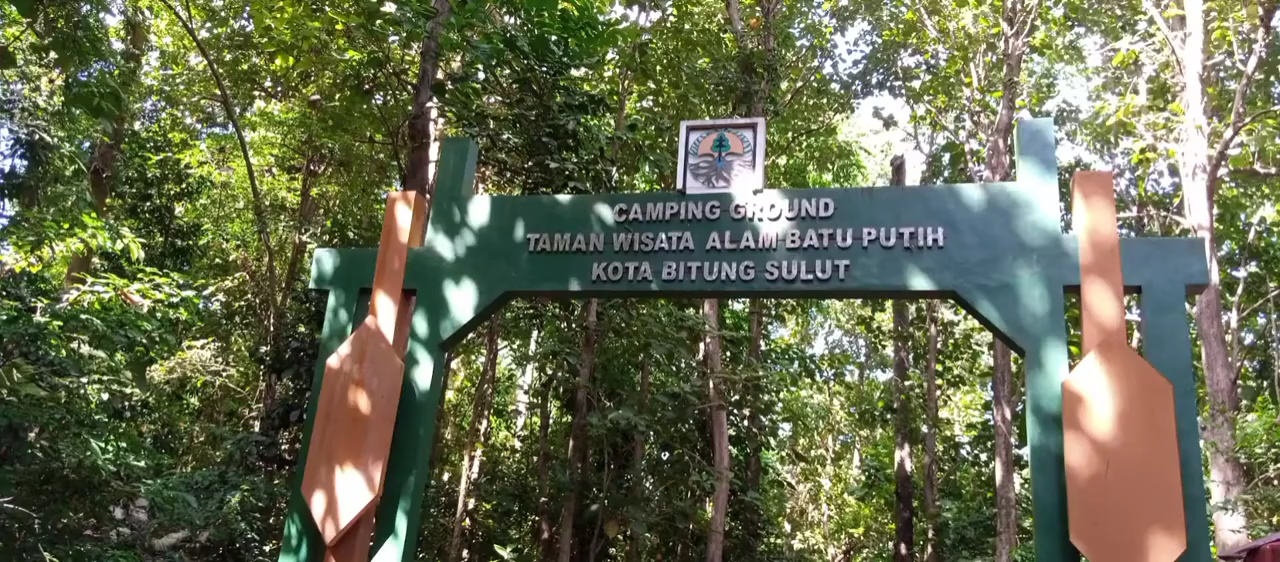 CAMPING GROUND
TAMAN WISATA ALAM BATU PUTIH
KOTA BITUNG SULUT